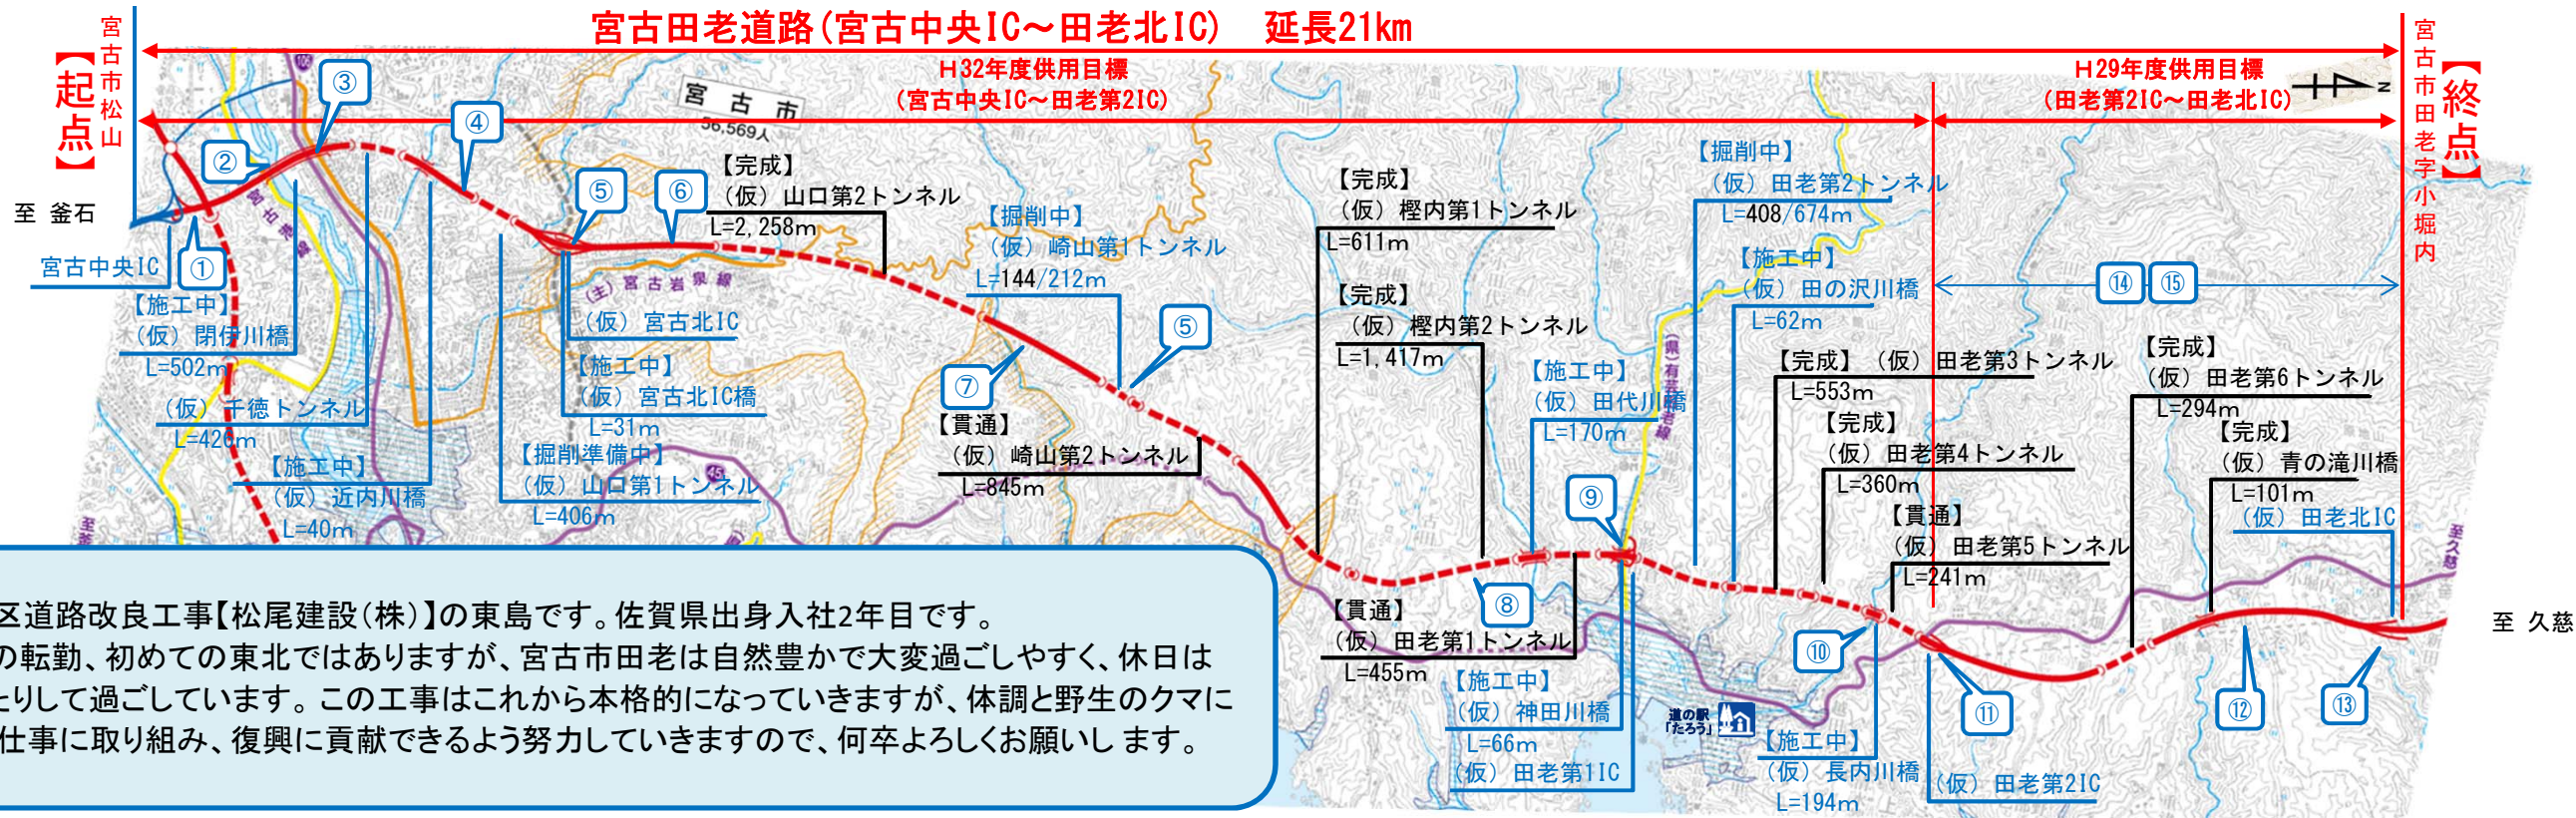 宮古田老道路(宮古中央IC～田老北IC)　延長21km
【起点】
宮古市松山
H32年度供用目標
(宮古中央IC～田老第2IC)
H29年度供用目標
(田老第2IC～田老北IC)
N
宮古市田老字小堀内
【終点】
至 釜石
宮古中央IC
①
②
③
④
⑤
⑥
宮古市
56,569人
【施工中】
（仮）閉伊川橋
L=502m
（仮）千徳トンネル
【施工中】
（仮）近内川橋
L=40m
【掘削準備中】
（仮）山口第1トンネル
L=406m
（主）宮古岩泉線
（仮）宮古北IC
【施工中】
（仮）宮古北IC橋
L=31m
【完成】
（仮）山口第2トンネル
L=2,258m
【掘削中】
（仮）崎山第1トンネル
L=144/212m
⑤
⑦
【貫通】
（仮）崎山第2トンネル
L=845m
106
45
【完成】
（仮）樫内第1トンネル
L=611m
【完成】
（仮）樫内第2トンネル
L=1,417m
⑧
【貫通】
（仮）田老第1トンネル
L=455m
【施工中】
（仮）田代川橋
L=170m
⑨
【施工中】
（仮）神田川橋
L=66m
（仮）田老第1IC
【掘削中】
（仮）田老第2トンネル
L=408/674m
【施工中】
（仮）田の沢川橋
L=62m
【完成】（仮）田老第3トンネル
L=553m
【完成】
（仮）田老第4トンネル
L=360m
【貫通】
（仮）田老第5トンネル
L=241m
道の駅
「たろう」
⑩
【施工中】
（仮）長内川橋
L=194m
⑪
（仮）田老第2IC
⑭
⑮
【完成】
（仮）田老第6トンネル
L=294m
【完成】
（仮）青の滝川橋
L=101m
（仮）田老北IC
⑫
⑬
至久慈
至 久慈
区道路改良工事【松尾建設(株)】の東島です。佐賀県出身入社2年目です。
の転勤、初めての東北ではありますが、宮古市田老は自然豊かで大変過ごしやすく、休日は
たりして過ごしています。この工事はこれから本格的になっていきますが、体調と野生のクマに
仕事に取り組み、復興に貢献できるよう努力していきますので、何卒よろしくお願いします。